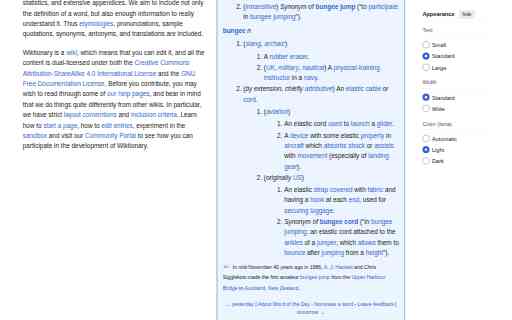 statistics, and extensive appendices. We aim to include not only
the definition of a word, but also enough information to really
understand it. Thus etymologies, pronunciations, sample
quotations, synonyms, antonyms, and translations are included.
Wiktionary is a wiki, which means that you can edit it, and all the
content is dual-licensed under both the Creative Commons
Attribution-ShareAlike 4.0 International License and the GNU
Free Documentation License. Before you contribute, you may
wish to read through some of our help pages, and bear in mind
that we do things quite differently from other wikis. In particular,
we have strict layout conventions and inclusion criteria. Learn
how to start a page, how to edit entries, experiment in the
sandbox and visit our Community Portal to see how you can
participate in the development of Wiktionary.
2. (intransitive) Synonym of bungee jump ("to participate
in bungee jumping").
bungee n
1. (slang, archaic)
1. A rubber eraser.
2. (UK, military, nautical) A physical-training
instructor in a navy.
2. (by extension, chiefly attributive) An elastic cable or
cord.
1. (aviation)
1. An elastic cord used to launch a glider.
2. A device with some elastic property in
aircraft which absorbs shock or assists
with movement (especially of landing
gear).
2. (originally US)
1. An elastic strap covered with fabric and
having a hook at each end, used for
securing luggage.
2. Synonym of bungee cord ("in bungee
jumping: an elastic cord attached to the
ankles of a jumper, which allows them to
bounce after jumping from a height").
In mid-November 40 years ago in 1986, A. J. Hackett and Chris
Sigglekow made the first amateur bungee jump from the Upper Harbour
Bridge in Auckland, New Zealand.
← yesterday | About Word of the Day • Nominate a word • Leave feedback |
tomorrow →
Appearance hide
Text
Small
Standard
Large
Width
Standard
Wide
Color (beta)
Automatic
Light
Dark